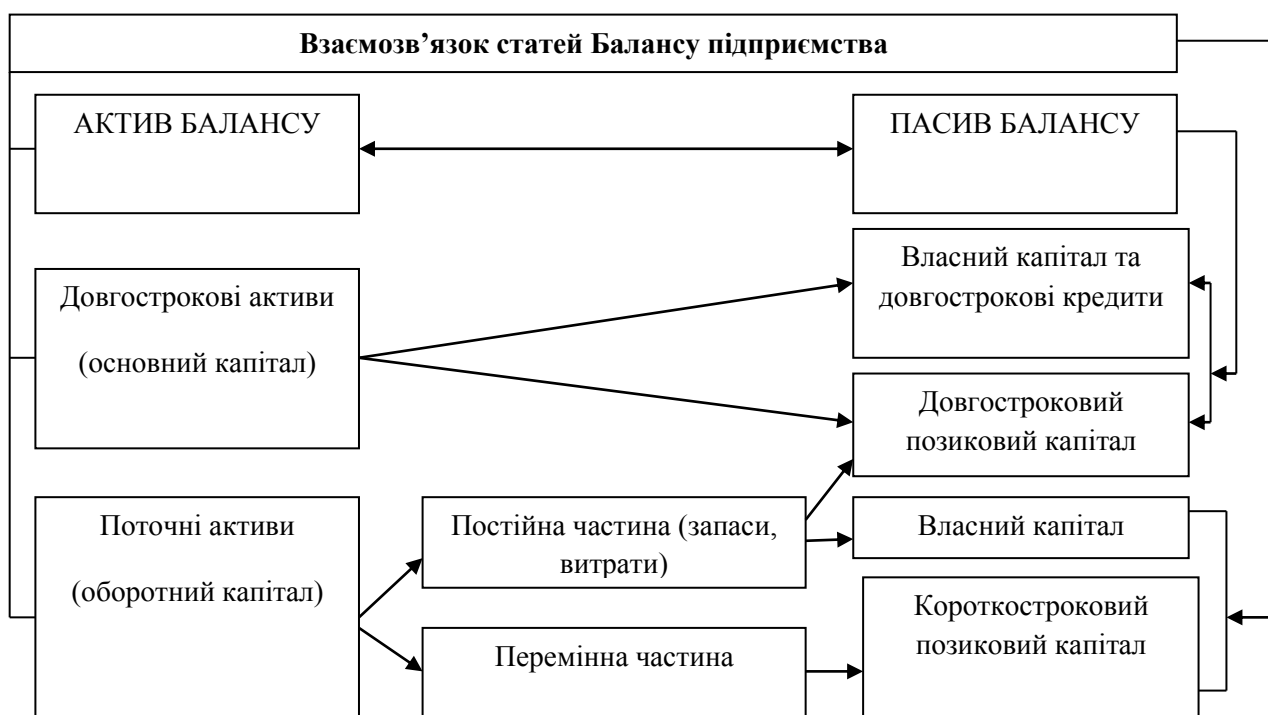 Взаємозв’язок статей Балансу підприємства
АКТИВ БАЛАНСУ
ПАСИВ БАЛАНСУ
Довгострокові активи
(основний капітал)
Власний капітал та
довгострокові кредити
Довгостроковий
позиковий капітал
Поточні активи
(оборотний капітал)
Постійна частина (запаси,
витрати)
Власний капітал
Перемінна частина
Короткостроковий
позиковий капітал